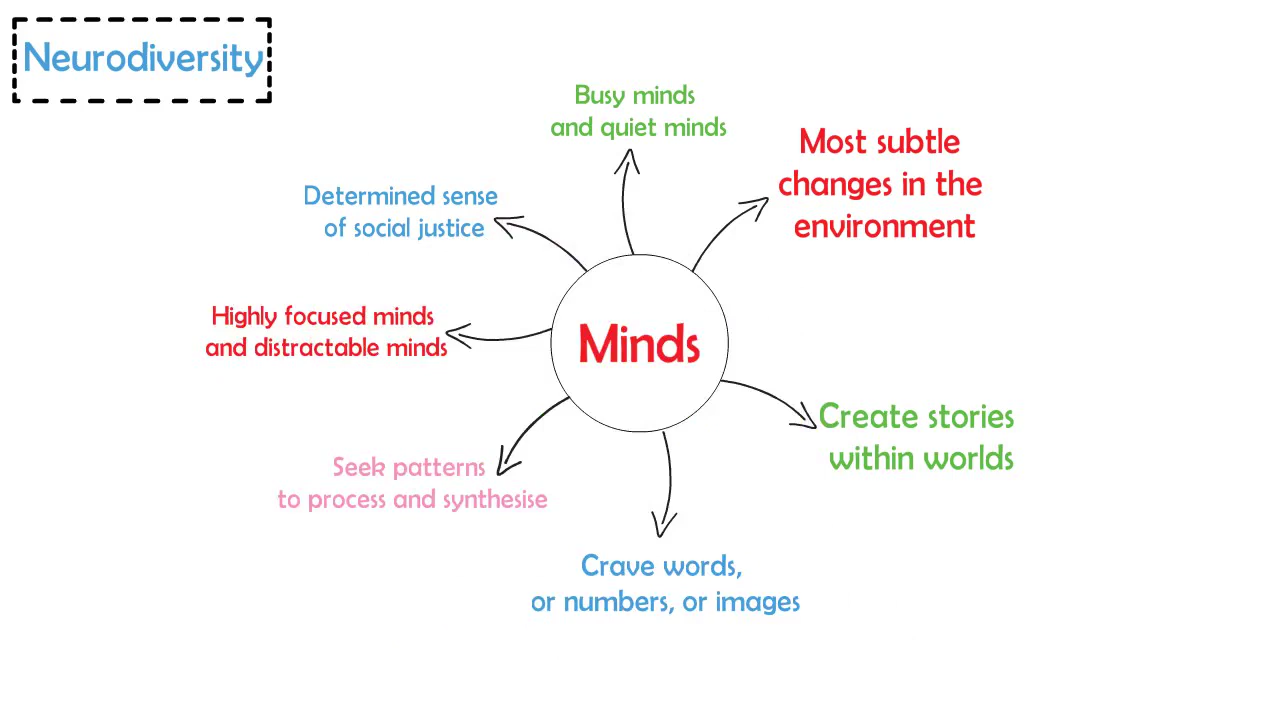 Neurodiversity
Busy minds
and quiet minds
Most subtle
changes in the
environment
Determined sense
of social justice
Highly focused minds
and distractable minds
Minds
Create stories
within worlds
Seek patterns
to process and synthesise
Crave words,
or numbers, or images